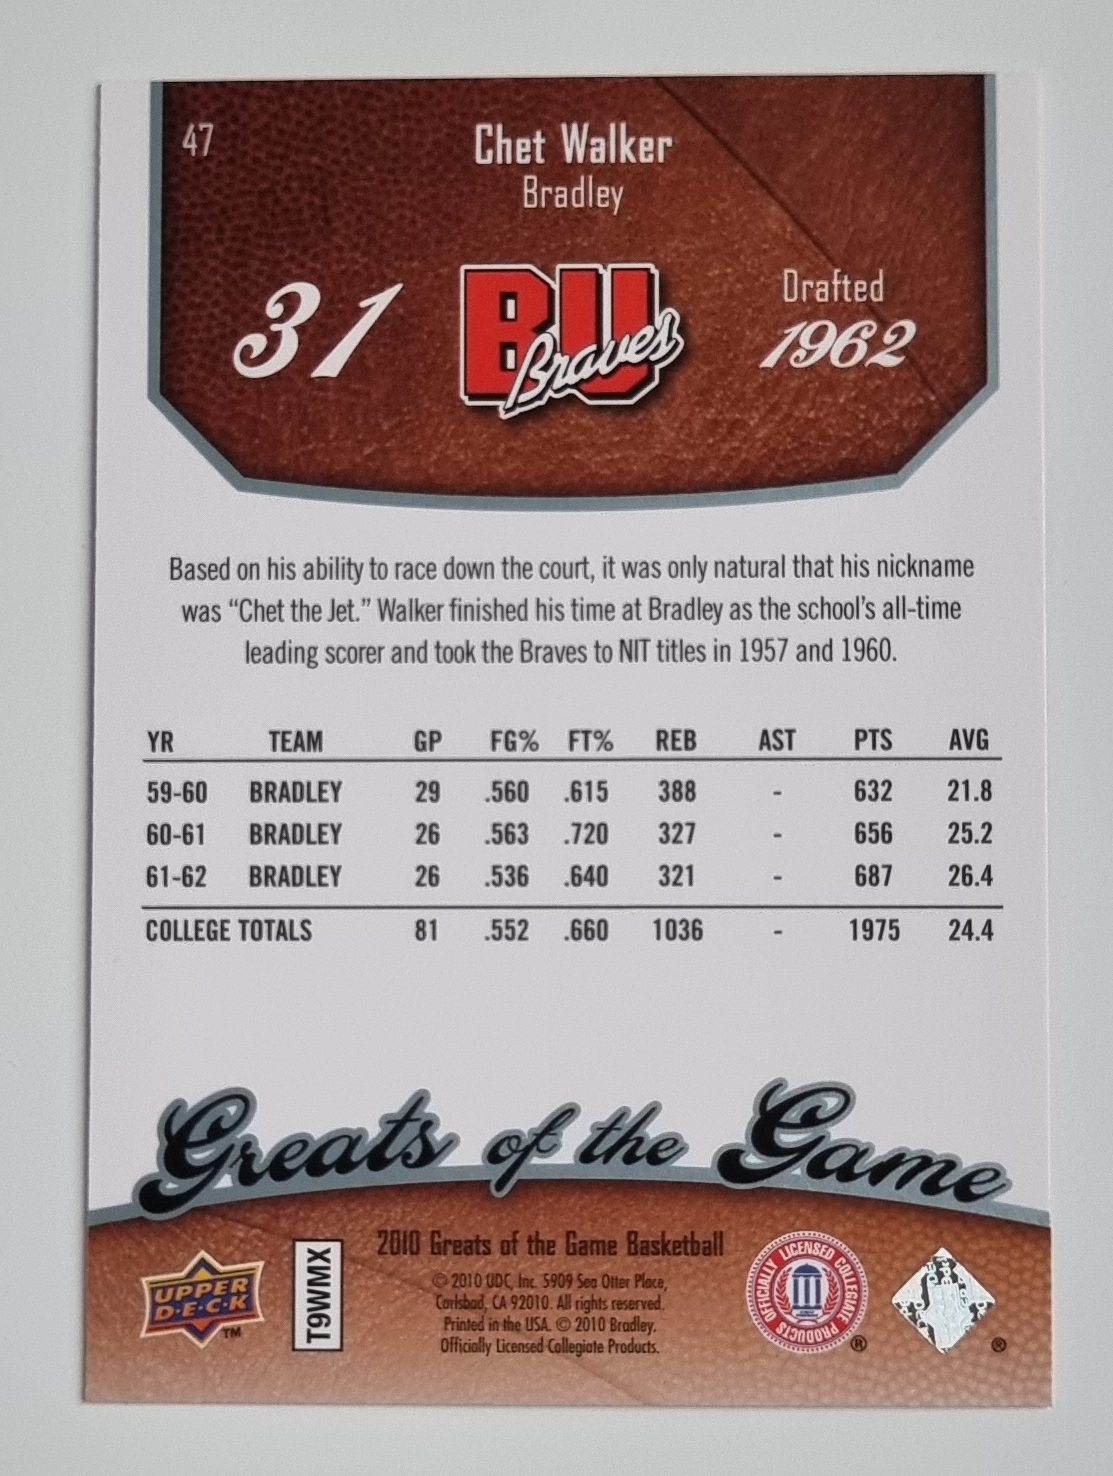 47
Chet Walker
Bradley
31
BU
Braves
Drafted
1962
Based on his ability to race down the court, it was only natural that his nickname
was “Chet the Jet.” Walker finished his time at Bradley as the school’s all-time
leading scorer and took the Braves to NIT titles in 1957 and 1960.
YR TEAM GP FG% FT% REB AST PTS AVG
59-60 BRADLEY 29 .560 .615 388 - 632 21.8
60-61 BRADLEY 26 .563 .720 327 - 656 25.2
61-62 BRADLEY 26 .536 .640 321 - 687 26.4
COLLEGE TOTALS 81 .552 .660 1036 - 1975 24.4
Greats of the Game
2010 Greats of the Game Basketball
© 2010 UDC, Inc. 5909 Sea Otter Place,
Carlsbad, CA 92010. All rights reserved.
Printed in the USA. © 2010 Bradley.
Officially Licensed Collegiate Products.
UPPER
D·E·C·K
™
T9WMX
OFFICIALLY LICENSED COLLEGIATE PRODUCTS
®
®